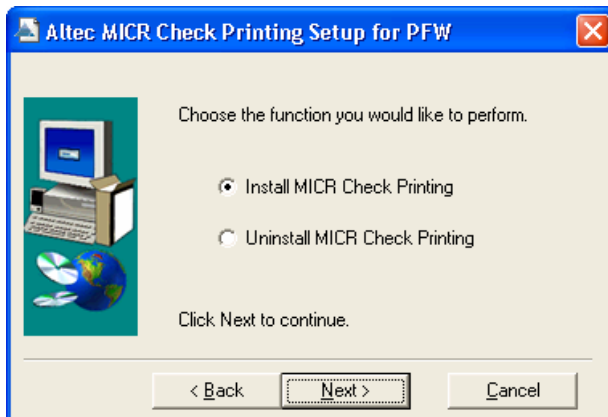 Altec MICR Check Printing Setup for PFW
Choose the function you would like to perform.
Install MICR Check Printing
Uninstall MICR Check Printing
Click Next to continue.
< Back Next > Cancel